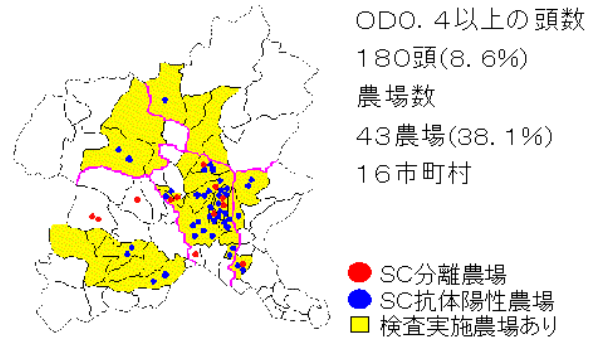 OD0．4以上の頭数
180頭(8．6%)
農場数
43農場(38．1%)
16市町村
SC分離農場
SC抗体陽性農場
検査実施農場あり